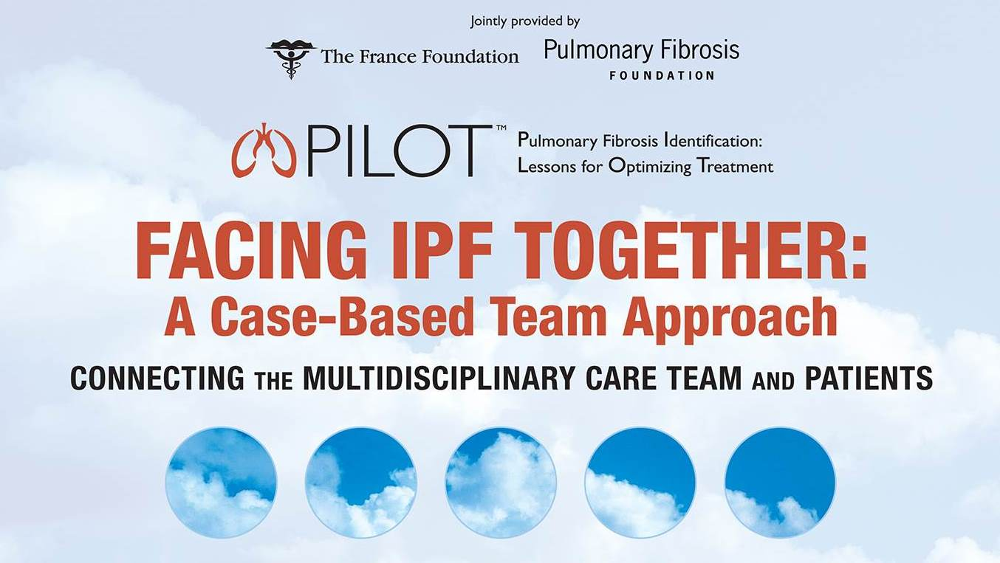 Jointly provided by
The France Foundation
Pulmonary Fibrosis
FOUNDATION
PILOT™
Pulmonary Fibrosis Identification:
Lessons for Optimizing Treatment
FACING IPF TOGETHER:
A Case-Based Team Approach
CONNECTING THE MULTIDISCIPLINARY CARE TEAM AND PATIENTS